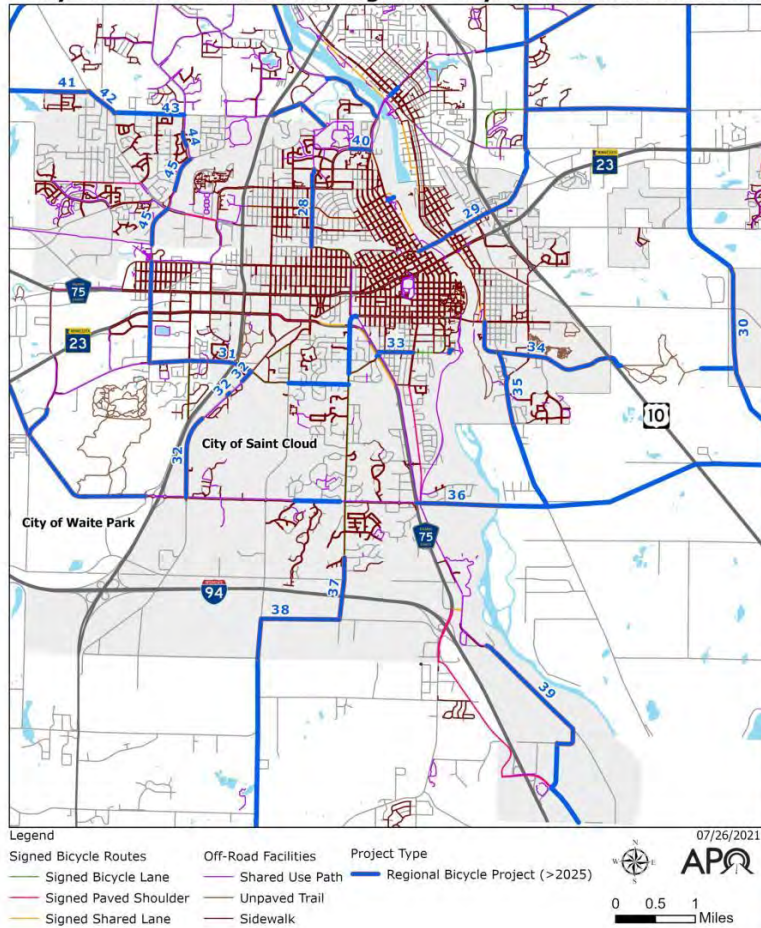 41
42
43
44
45
45
40
28
29
MINNESOTA
23
30
COUNTY
75
MINNESOTA
23
31
32
32
32
33
34
35
10
City of Saint Cloud
City of Waite Park
36
75
94
37
38
39
Legend
Signed Bicycle Routes
Signed Bicycle Lane
Signed Paved Shoulder
Signed Shared Lane
Off-Road Facilities
Shared Use Path
Unpaved Trail
Sidewalk
Project Type
Regional Bicycle Project (>2025)
07/26/2021
N
W
E
S
APO
0 0.5 1
Miles